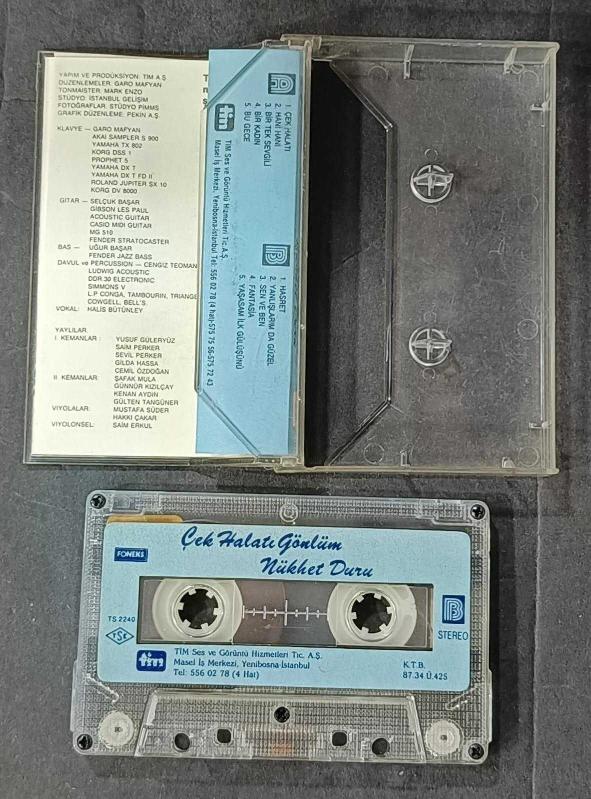 YAPIM VE PRODÜKSİYON: TİM A.Ş.
DÜZENLEMELER: GARO MAFYAN
TONMAISTER: MARK ENZO
STÜDYO: İSTANBUL GELİŞİM
FOTOĞRAFLAR: STÜDYO PİMMS
GRAFİK DÜZENLEME: PEKİN A.Ş.
KLAVYE — GARO MAFYAN
AKAI SAMPLER S 900
YAMAHA TX 802
KORG DSS 1
PROPHET 5
YAMAHA DX T
YAMAHA DX T FD II
ROLAND JUPITER SX 10
KORG DV 8000
GİTAR — SELÇUK BAŞAR
GIBSON LES PAUL
ACOUSTIC GUITAR
CASIO MIDI GUITAR
MG 510
FENDER STRATOCASTER
BAS — UĞUR BAŞAR
FENDER JAZZ BASS
DAVUL ve PERCUSSION — CENGİZ TEOMAN
LUDWIG ACOUSTIC
DDR 30 ELECTRONIC
SIMMONS V
L.P CONGA, TAMBOURIN, TRIANGE
COWGELL, BELL'S
VOKAL: HALİS BÜTÜNLEY
YAYLILAR
I. KEMANLAR: YUSUF GÜLERYÜZ
SAİM PERKER
SEVİL PERKER
GILDA HASSA
CEMİL ÖZDOĞAN
II KEMANLAR: ŞAFAK MULA
GÜNNUR KIZILÇAY
KENAN AYDIN
GÜLTEN TANGÜNER
VİYOLALAR: MUSTAFA SÜDER
HAKKI ÇAKAR
VİYOLONSEL: SAİM ERKUL
A
1. ÇEK HALATI
2. HANİ HANİ
3. BİR TEK SEVGİLİ
4. BİR KADIN
5. BU GECE
B
1. HASRET
2. YANLIŞLARIM DA GÜZEL
3. SEN VE BEN
4. FANTASIA
5. YAŞASAM İLK GÜLÜŞÜNÜ
tim
TİM Ses ve Görüntü Hizmetleri Tic. A.Ş.
Masel İş Merkezi, Yenibosna-İstanbul Tel: 556 02 78 (4 hat)-575 75 56-575 72 43
FONEKS
Çek Halatı Gönlüm
Nükhet Duru
TS 2240
TSE
B
STEREO
tim
TİM Ses ve Görüntü Hizmetleri Tic. A.Ş.
Masel İş Merkezi, Yenibosna-İstanbul
Tel: 556 02 78 (4 Hat)
K.T.B.
87.34.Ü.425